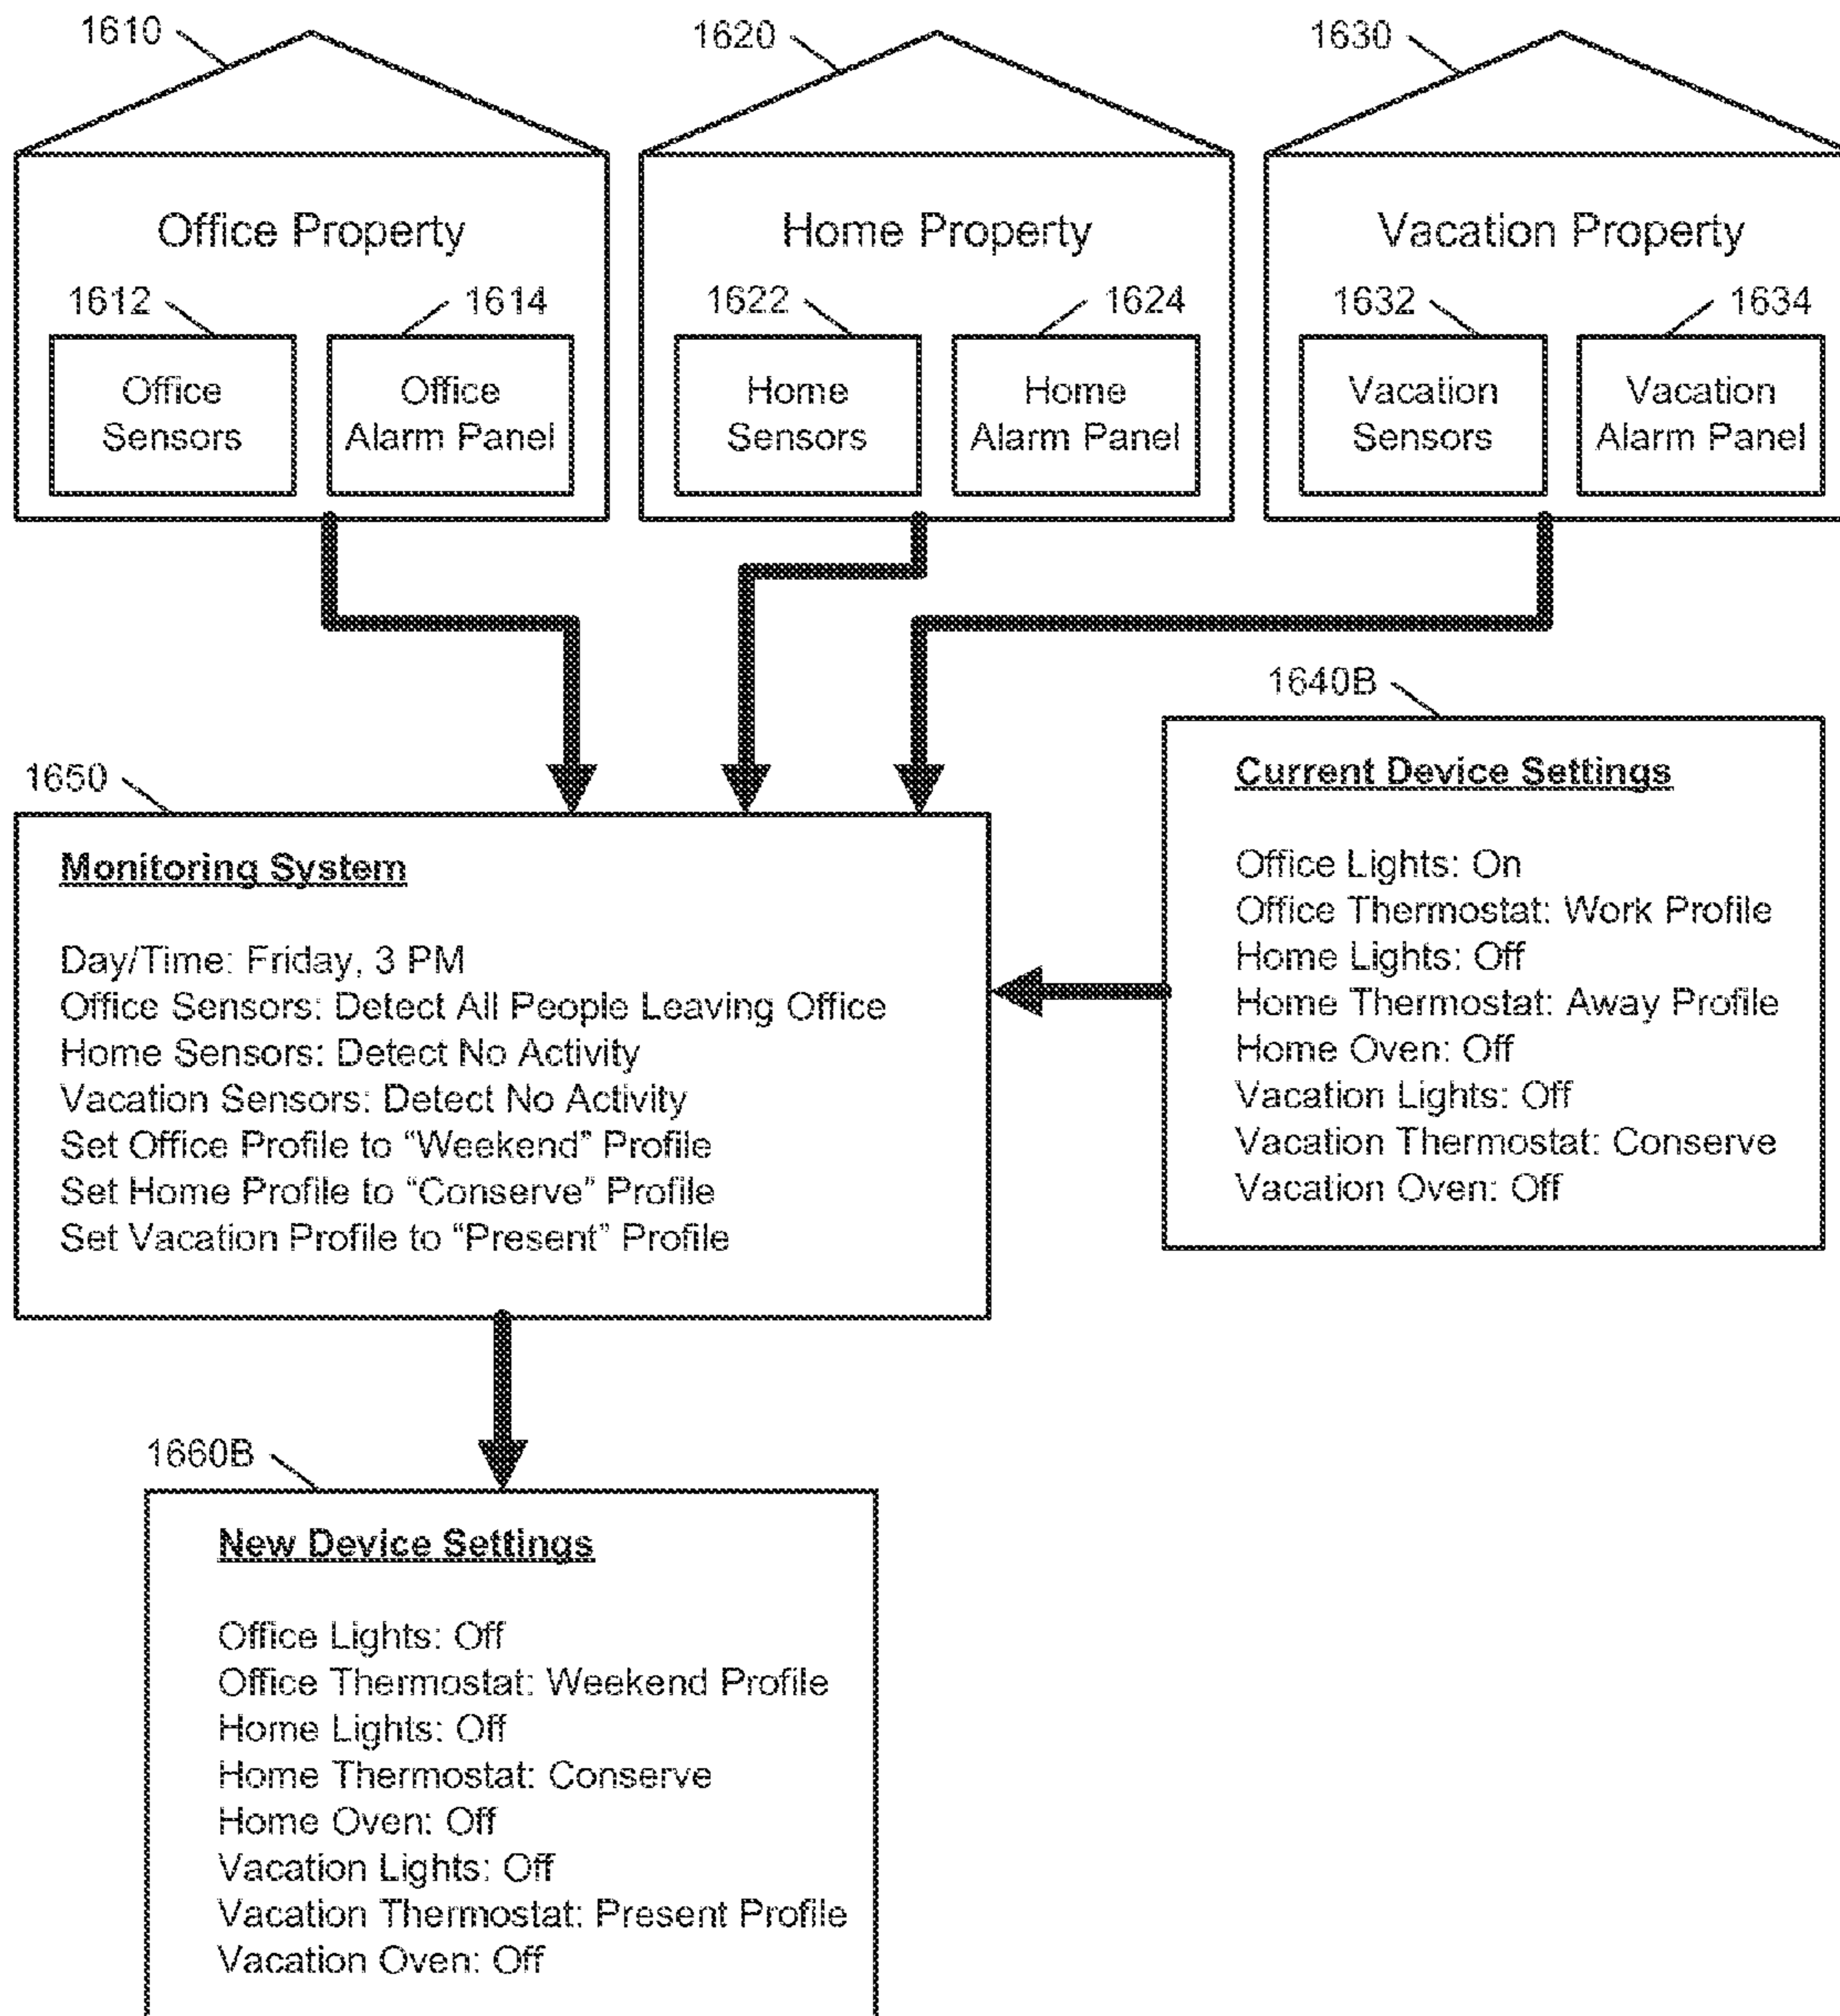 1610
1620
1630
Office Property
Home Property
Vacation Property
1612
1614
1622
1624
1632
1634
Office
Sensors
Office
Alarm Panel
Home
Sensors
Home
Alarm Panel
Vacation
Sensors
Vacation
Alarm Panel
1640B
Current Device Settings
Office Lights: On
Office Thermostat: Work Profile
Home Lights: Off
Home Thermostat: Away Profile
Home Oven: Off
Vacation Lights: Off
Vacation Thermostat: Conserve
Vacation Oven: Off
1650
Monitoring System
Day/Time: Friday, 3 PM
Office Sensors: Detect All People Leaving Office
Home Sensors: Detect No Activity
Vacation Sensors: Detect No Activity
Set Office Profile to “Weekend” Profile
Set Home Profile to “Conserve” Profile
Set Vacation Profile to “Present” Profile
1660B
New Device Settings
Office Lights: Off
Office Thermostat: Weekend Profile
Home Lights: Off
Home Thermostat: Conserve
Home Oven: Off
Vacation Lights: Off
Vacation Thermostat: Present Profile
Vacation Oven: Off